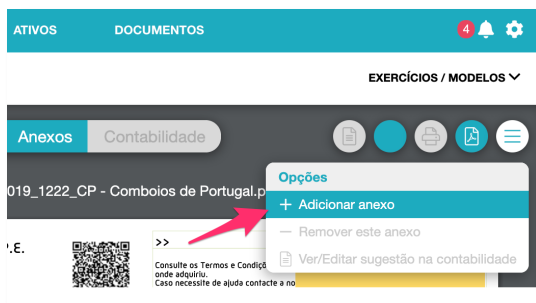 ATIVOS DOCUMENTOS 4
EXERCÍCIOS / MODELOS
Anexos Contabilidade
019_1222_CP - Comboios de Portugal.p
Opções
+ Adicionar anexo
— Remover este anexo
Ver/Editar sugestão na contabilidade
P.E.
>>
Consulte os Termos e Condiçõ
onde adquiriu.
Caso necessite de ajuda contacte a no